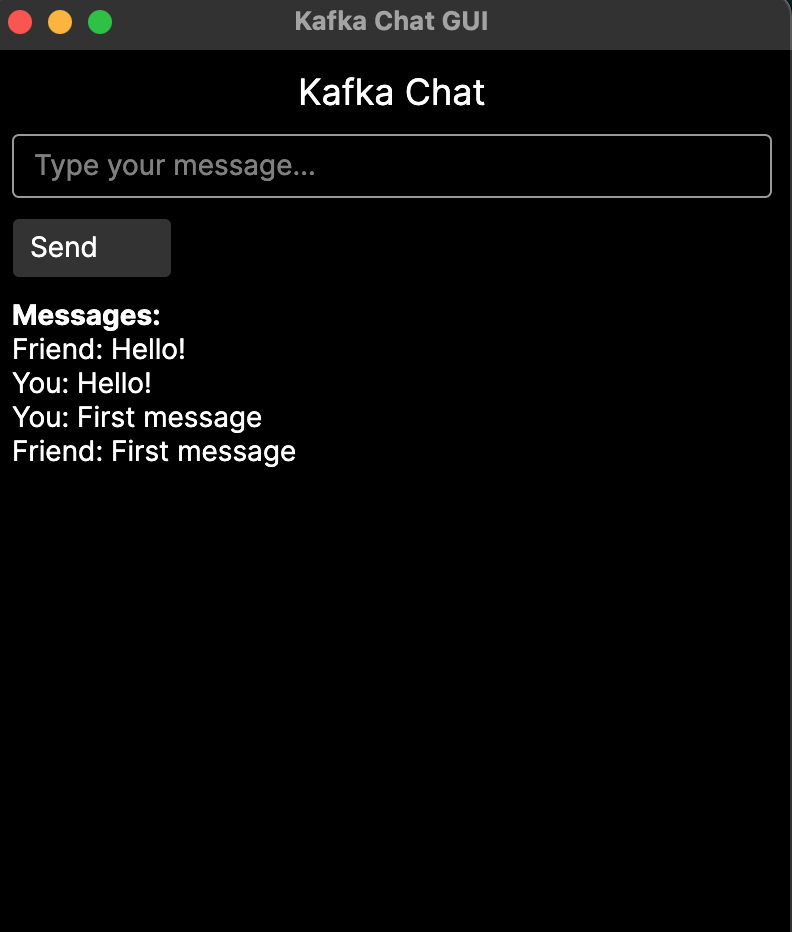 Kafka Chat GUI
Kafka Chat
Type your message...
Send
Messages:
Friend: Hello!
You: Hello!
You: First message
Friend: First message